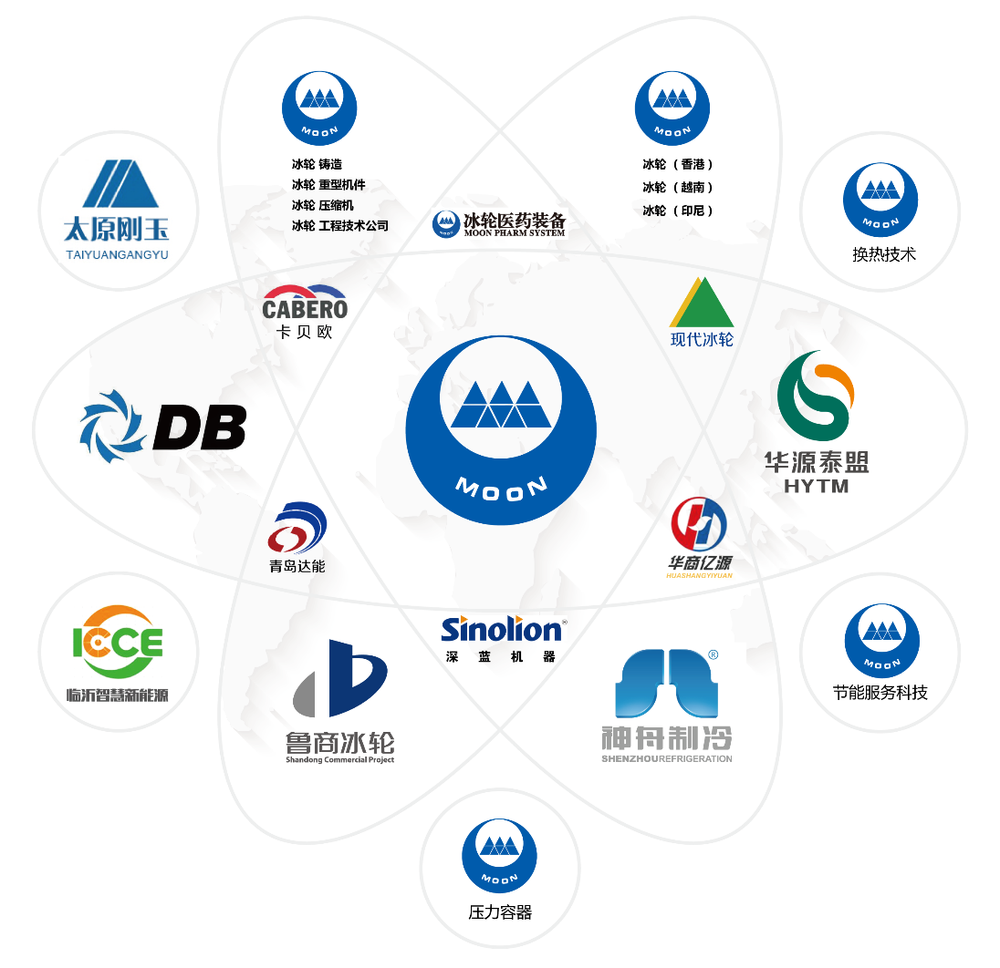 MOON
冰轮 铸造
冰轮 重型机件
冰轮 压缩机
冰轮 工程技术公司
MOON
冰轮（香港）
冰轮（越南）
冰轮（印尼）
太原刚玉
TAIYUANGANGYU
MOON
冰轮医药装备
MOON PHARM SYSTEM
MOON
换热技术
CABERO
卡贝欧
现代冰轮
MOON
DB
华源泰盟
HYTM
青岛达能
华商亿源
HUASHANGYIYUAN
ICCE
临沂智慧新能源
Sinolion®
深蓝机器
MOON
节能服务科技
鲁商冰轮
Shandong Commercial Project
®
神舟制冷
SHENZHOUREFRIGERATION
MOON
压力容器